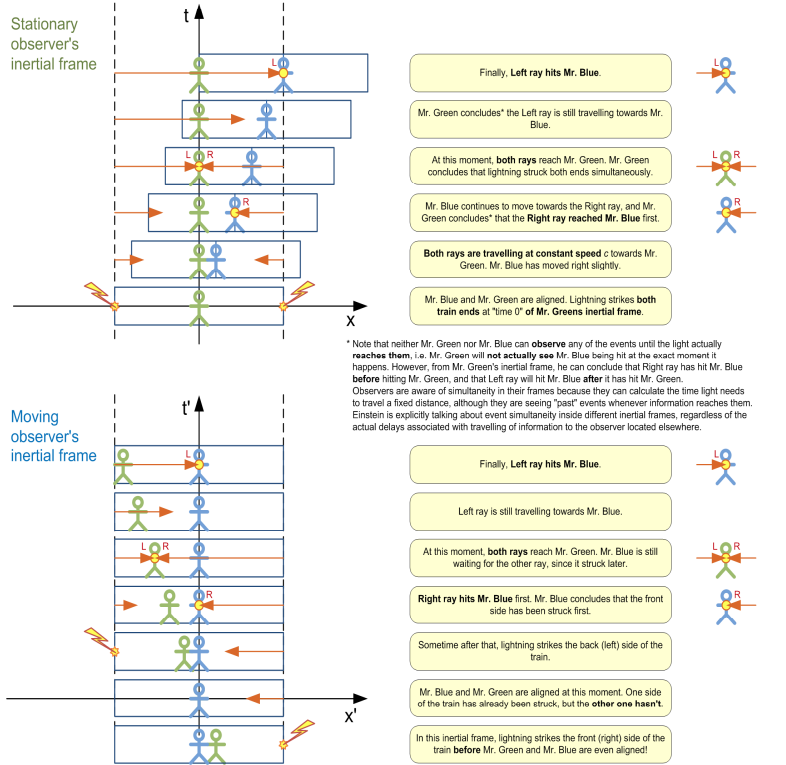 Stationary
observer's
inertial frame
t
L
Finally, Left ray hits Mr. Blue.
L
Mr. Green concludes* the Left ray is still travelling towards Mr.
Blue.
L R
At this moment, both rays reach Mr. Green. Mr. Green
concludes that lightning struck both ends simultaneously.
L R
R
Mr. Blue continues to move towards the Right ray, and Mr.
Green concludes* that the Right ray reached Mr. Blue first.
R
Both rays are travelling at constant speed c towards Mr.
Green. Mr. Blue has moved right slightly.
Mr. Blue and Mr. Green are aligned. Lightning strikes both
train ends at "time 0" of Mr. Greens inertial frame.
x
* Note that neither Mr. Green nor Mr. Blue can observe any of the events until the light actually
reaches them, i.e. Mr. Green will not actually see Mr. Blue being hit at the exact moment it
happens. However, from Mr. Green's inertial frame, he can conclude that Right ray has hit Mr. Blue
before hitting Mr. Green, and that Left ray will hit Mr. Blue after it has hit Mr. Green.
Observers are aware of simultaneity in their frames because they can calculate the time light needs
to travel a fixed distance, although they are seeing "past" events whenever information reaches them.
Einstein is explicitly talking about event simultaneity inside different inertial frames, regardless of the
actual delays associated with travelling of information to the observer located elsewhere.
Moving
observer's
inertial frame
t'
L
Finally, Left ray hits Mr. Blue.
L
Left ray is still travelling towards Mr. Blue.
L R
At this moment, both rays reach Mr. Green. Mr. Blue is still
waiting for the other ray, since it struck later.
L R
R
Right ray hits Mr. Blue first. Mr. Blue concludes that the front
side has been struck first.
R
Sometime after that, lightning strikes the back (left) side of the
train.
Mr. Blue and Mr. Green are aligned at this moment. One side
of the train has already been struck, but the other one hasn't.
x'
In this inertial frame, lightning strikes the front (right) side of the
train before Mr. Green and Mr. Blue are even aligned!